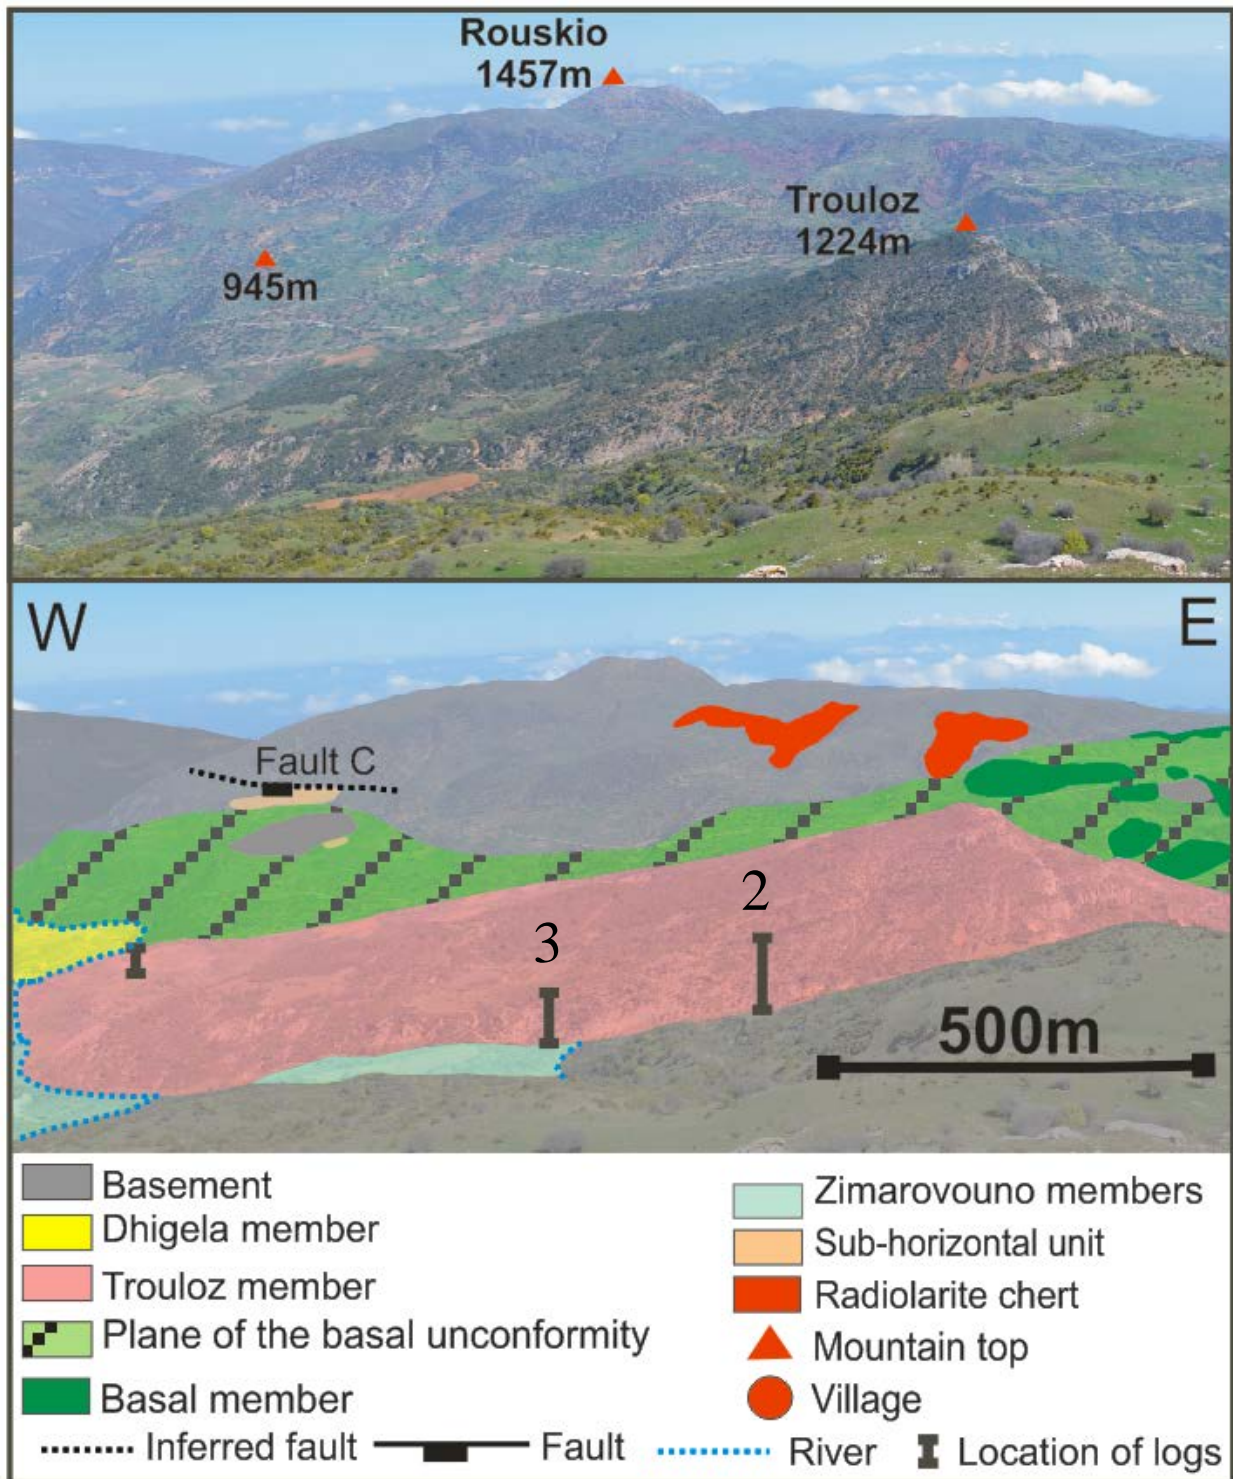 Rouskio
1457m
Trouloz
1224m
945m
W
E
Fault C
2
3
500m
Basement
Dhigela member
Trouloz member
Plane of the basal unconformity
Basal member
Zimarovouno members
Sub-horizontal unit
Radiolarite chert
Mountain top
Village
Inferred fault
Fault
River
Location of logs